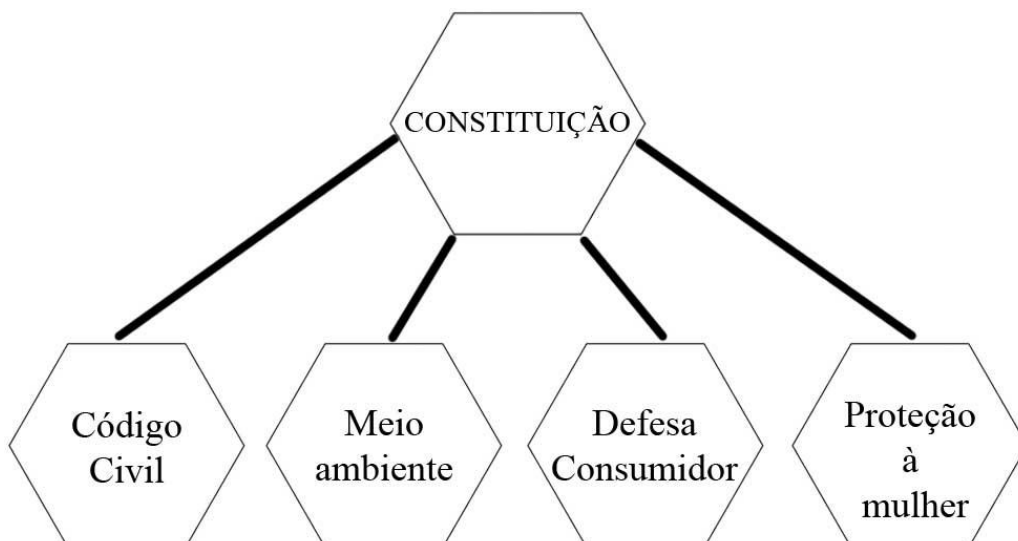 CONSTITUIÇÃO
Código
Civil
Meio
ambiente
Defesa
Consumidor
Proteção
à
mulher